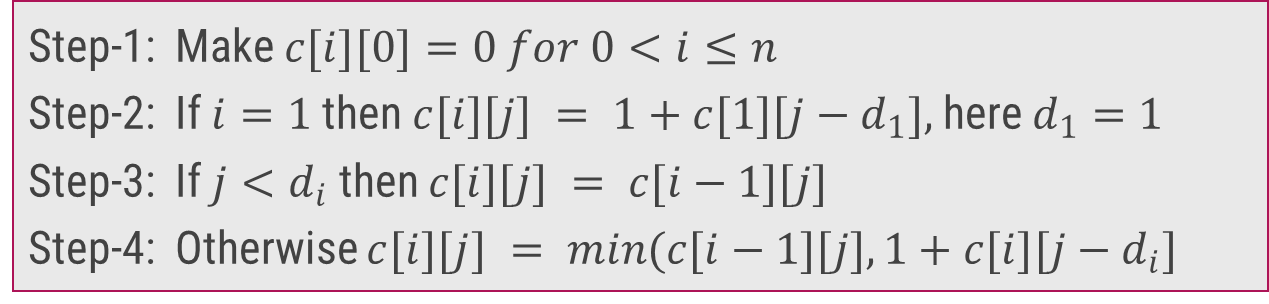 Step-1: Make c[i][0] = 0 for 0 < i ≤ n
Step-2: If i = 1 then c[i][j] = 1 + c[1][j − d₁], here d₁ = 1
Step-3: If j < dᵢ then c[i][j] = c[i − 1][j]
Step-4: Otherwise c[i][j] = min(c[i − 1][j], 1 + c[i][j − dᵢ]